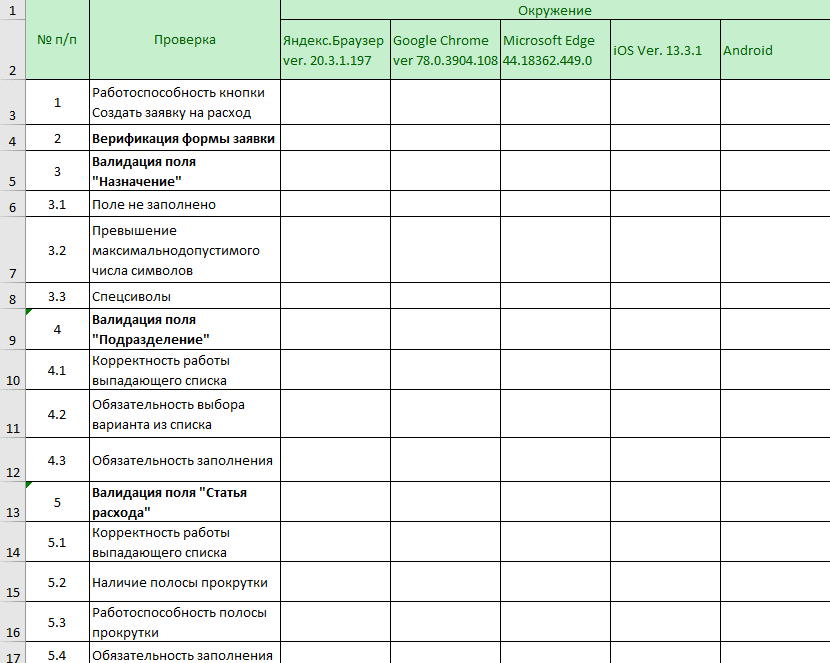 1
Окружение
2
№ п/п
Проверка
Яндекс.Браузер
ver. 20.3.1.197
Google Chrome
ver 78.0.3904.108
Microsoft Edge
44.18362.449.0
iOS Ver. 13.3.1
Android
3
1
Работоспособность кнопки
Создать заявку на расход
4
2
Верификация формы заявки
5
3
Валидация поля
"Назначение"
6
3.1
Поле не заполнено
7
3.2
Превышение
максимальнодопустимого
числа символов
8
3.3
Спецсиволы
9
4
Валидация поля
"Подразделение"
10
4.1
Корректность работы
выпадающего списка
11
4.2
Обязательность выбора
варианта из списка
12
4.3
Обязательность заполнения
13
5
Валидация поля "Статья
расхода"
14
5.1
Корректность работы
выпадающего списка
15
5.2
Наличие полосы прокрутки
16
5.3
Работоспособность полосы
прокрутки
17
5.4
Обязательность заполнения